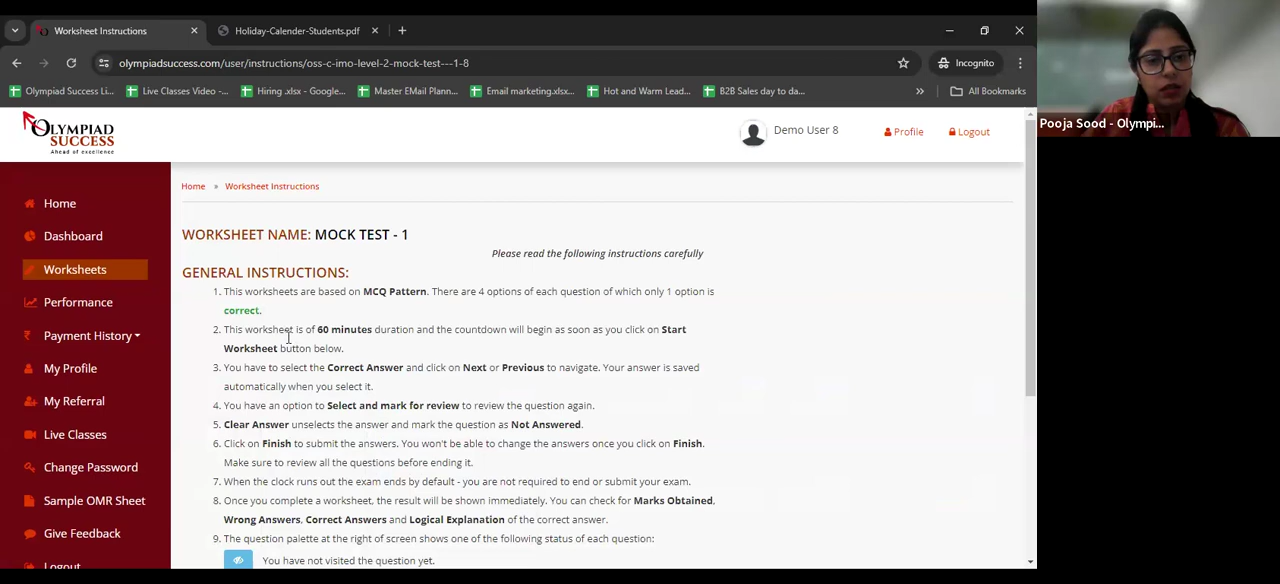 Worksheet Instructions
Holiday-Calender-Students.pdf
olympiadsuccess.com/user/instructions/oss-c-imo-level-2-mock-test---1-8
Incognito
Olympiad Success Li...
Live Classes Video -...
Hiring .xlsx - Google...
Master EMail Plann...
Email marketing.xlsx...
Hot and Warm Lead...
B2B Sales day to da...
All Bookmarks
OLYMPIAD
SUCCESS
Ahead of excellence
Demo User 8
Profile
Logout
Home
Dashboard
Worksheets
Performance
Payment History
My Profile
My Referral
Live Classes
Change Password
Sample OMR Sheet
Give Feedback
Logout
Home » Worksheet Instructions
WORKSHEET NAME: MOCK TEST - 1
Please read the following instructions carefully
GENERAL INSTRUCTIONS:
1. This worksheets are based on MCQ Pattern. There are 4 options of each question of which only 1 option is
correct.
2. This worksheet is of 60 minutes duration and the countdown will begin as soon as you click on Start
Worksheet button below.
3. You have to select the Correct Answer and click on Next or Previous to navigate. Your answer is saved
automatically when you select it.
4. You have an option to Select and mark for review to review the question again.
5. Clear Answer unselects the answer and mark the question as Not Answered.
6. Click on Finish to submit the answers. You won't be able to change the answers once you click on Finish.
Make sure to review all the questions before ending it.
7. When the clock runs out the exam ends by default - you are not required to end or submit your exam.
8. Once you complete a worksheet, the result will be shown immediately. You can check for Marks Obtained,
Wrong Answers, Correct Answers and Logical Explanation of the correct answer.
9. The question palette at the right of screen shows one of the following status of each question:
You have not visited the question yet.
Pooja Sood - Olympi...